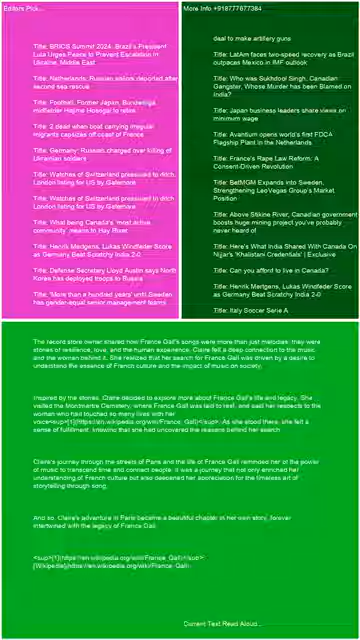 Editors Pick...
Title: BRICS Summit 2024: Brazil's President
Lula Urges Peace to Prevent Escalation in
Ukraine, Middle East
Title: Netherlands: Russian sailors deported after
second sea rescue
Title: Football: Former Japan, Bundesliga
midfielder Hajime Hosogai to retire
Title: 2 dead when boat carrying irregular
migrants capsizes off coast of France
Title: Germany: Russian charged over killing of
Ukrainian soldiers
Title: Watches of Switzerland pressured to ditch
London listing for US by Gatemore
Title: Watches of Switzerland pressured to ditch
London listing for US by Gatemore
Title: What being Canada's 'most active
community' means to Hay River
Title: Henrik Mertgens, Lukas Windfeder Score
as Germany Beat Scratchy India 2-0
Title: Defense Secretary Lloyd Austin says North
Korea has deployed troops to Russia
Title: 'More than a hundred years' until Sweden
has gender-equal senior management teams
More Info +918777877384
deal to make artillery guns
Title: LatAm faces two-speed recovery as Brazil
outpaces Mexico in IMF outlook
Title: Who was Sukhdool Singh, Canadian
Gangster, Whose Murder has been Blamed on
India?
Title: Japan business leaders share views on
minimum wage
Title: Avantium opens world's first FDCA
Flagship Plant in the Netherlands
Title: France's Rape Law Reform: A
Consent-Driven Revolution
Title: BetMGM Expands into Sweden,
Strengthening LeoVegas Group's Market
Position
Title: Above Stikine River, Canadian government
boosts huge mining project you've probably
never heard of
Title: Here's What India Shared With Canada On
Nijjar's 'Khalistani Credentials' | Exclusive
Title: Can you afford to live in Canada?
Title: Henrik Mertgens, Lukas Windfeder Score
as Germany Beat Scratchy India 2-0
Title: Italy Soccer Serie A
The record store owner shared how France Gall's songs were more than just melodies: they were
stories of resilience, love, and the human experience. Claire felt a deep connection to the music
and the woman behind it. She realized that her search for France Gall was driven by a desire to
understand the essence of French culture and the impact of music on society.
Inspired by the stories, Claire decided to explore more about France Gall's life and legacy. She
visited the Montmartre Cemetery, where France Gall was laid to rest, and paid her respects to the
woman who had touched so many lives with her
voice<sup>[1](https://en.wikipedia.org/wiki/France_Gall)</sup>. As she stood there, she felt a
sense of fulfillment, knowing that she had uncovered the reasons behind her search.
Claire's journey through the streets of Paris and the life of France Gall reminded her of the power
of music to transcend time and connect people. It was a journey that not only enriched her
understanding of French culture but also deepened her appreciation for the timeless art of
storytelling through song.
And so, Claire's adventure in Paris became a beautiful chapter in her own story, forever
intertwined with the legacy of France Gall.
<sup>[1](https://en.wikipedia.org/wiki/France_Gall)</sup>:
[Wikipedia](https://en.wikipedia.org/wiki/France_Gall)
Current Text Read Aloud...